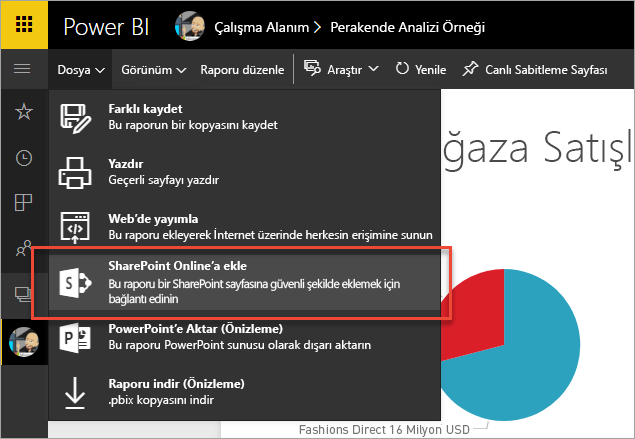 Power BI
Çalışma Alanım > Perakende Analizi Örneği
Dosya Görünüm Raporu düzenle Araştır Yenile Canlı Sabitleme Sayfası
Farklı kaydet
Bu raporun bir kopyasını kaydet
Yazdır
Geçerli sayfayı yazdır
Web'de yayımla
Bu raporu ekleyerek İnternet üzerinde herkesin erişimine sunun
SharePoint Online'a ekle
Bu raporu bir SharePoint sayfasına güvenli şekilde eklemek için
bağlantı edinin
PowerPoint'e Aktar (Önizleme)
Bu raporu PowerPoint sunusu olarak dışarı aktarın
Raporu indir (Önizleme)
.pbix kopyasını indir
ğaza Satışl
Fashions Direct 16 Milyon USD